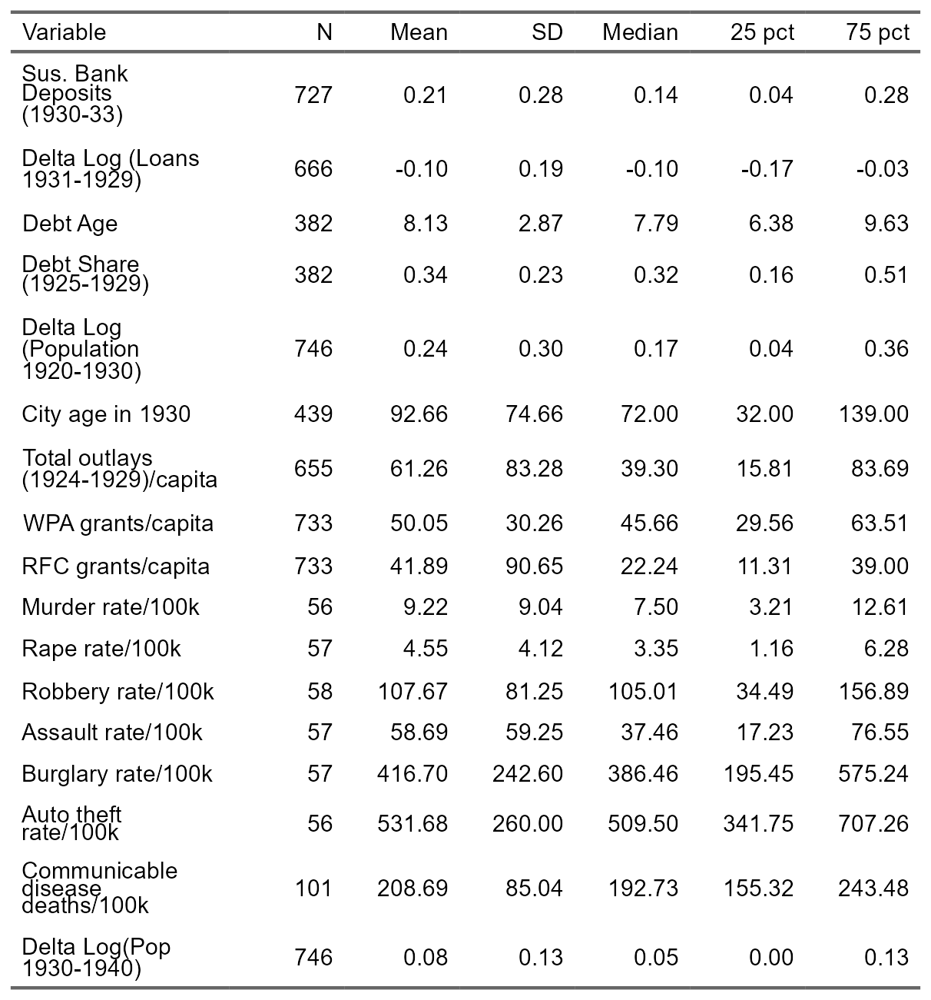 Variable N Mean SD Median 25 pct 75 pct
Sus. Bank
Deposits
(1930-33) 727 0.21 0.28 0.14 0.04 0.28
Delta Log (Loans
1931-1929) 666 -0.10 0.19 -0.10 -0.17 -0.03
Debt Age 382 8.13 2.87 7.79 6.38 9.63
Debt Share
(1925-1929) 382 0.34 0.23 0.32 0.16 0.51
Delta Log
(Population
1920-1930) 746 0.24 0.30 0.17 0.04 0.36
City age in 1930 439 92.66 74.66 72.00 32.00 139.00
Total outlays
(1924-1929)/capita 655 61.26 83.28 39.30 15.81 83.69
WPA grants/capita 733 50.05 30.26 45.66 29.56 63.51
RFC grants/capita 733 41.89 90.65 22.24 11.31 39.00
Murder rate/100k 56 9.22 9.04 7.50 3.21 12.61
Rape rate/100k 57 4.55 4.12 3.35 1.16 6.28
Robbery rate/100k 58 107.67 81.25 105.01 34.49 156.89
Assault rate/100k 57 58.69 59.25 37.46 17.23 76.55
Burglary rate/100k 57 416.70 242.60 386.46 195.45 575.24
Auto theft
rate/100k 56 531.68 260.00 509.50 341.75 707.26
Communicable
disease
deaths/100k 101 208.69 85.04 192.73 155.32 243.48
Delta Log(Pop
1930-1940) 746 0.08 0.13 0.05 0.00 0.13